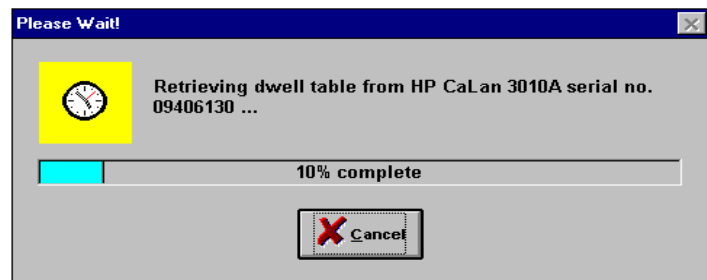 Please Wait!
Retrieving dwell table from HP CaLan 3010A serial no.
09406130 ...
10% complete
Cancel